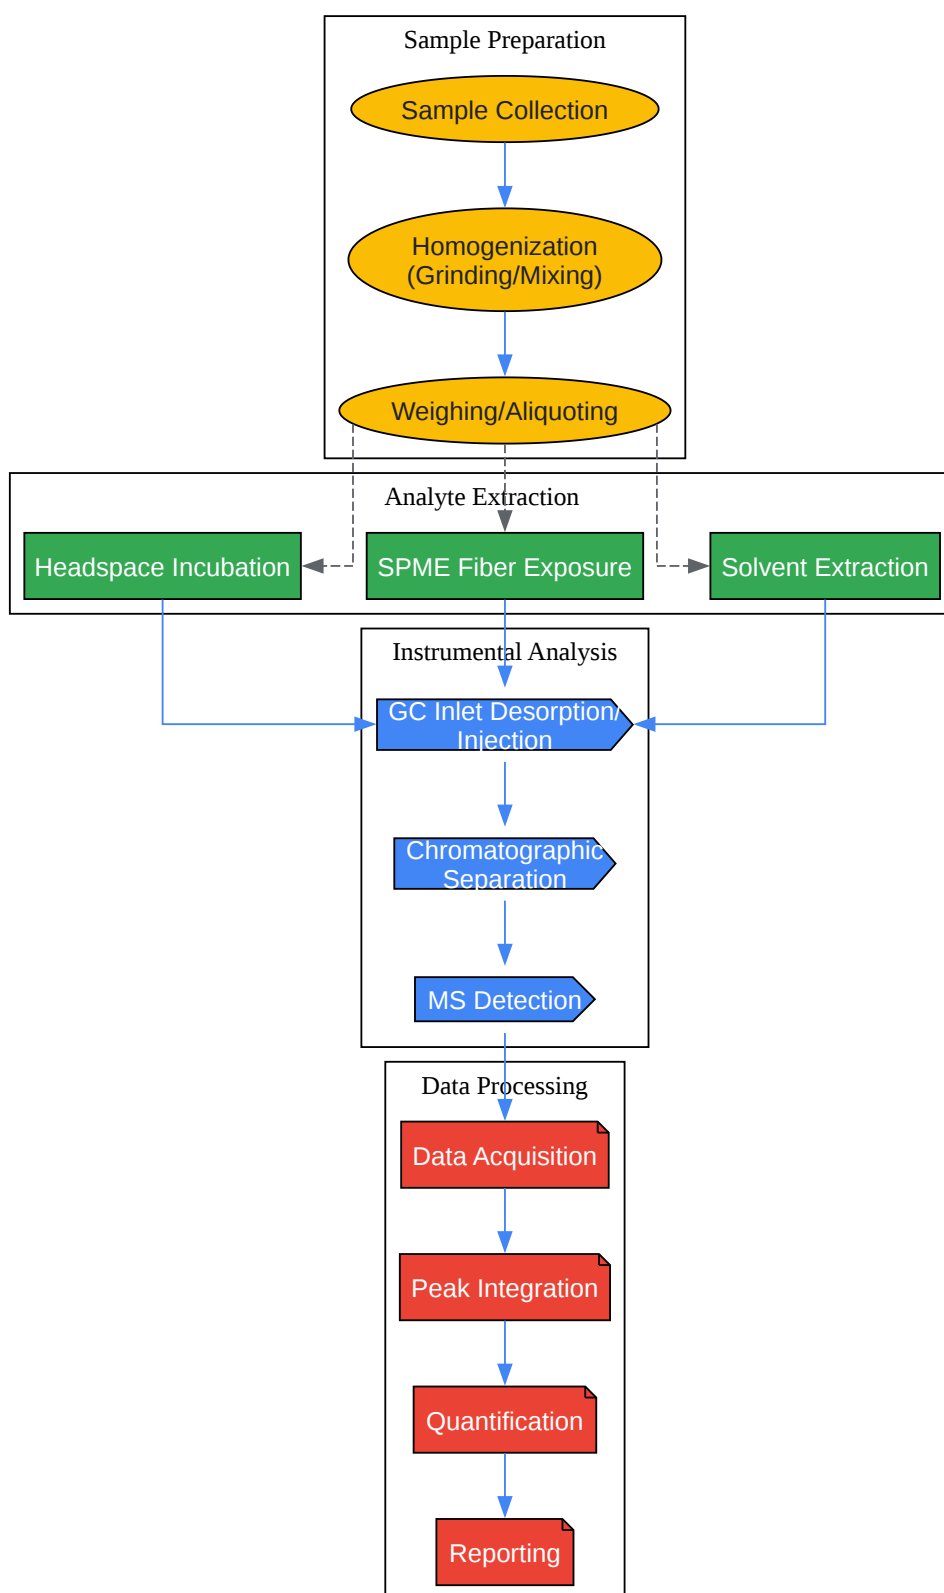 Sample Preparation
Sample Collection
Homogenization
(Grinding/Mixing)
Weighing/Aliquoting
Analyte Extraction
Headspace Incubation
SPME Fiber Exposure
Solvent Extraction
Instrumental Analysis
GC Inlet Desorption/
Injection
Chromatographic
Separation
MS Detection
Data Processing
Data Acquisition
Peak Integration
Quantification
Reporting